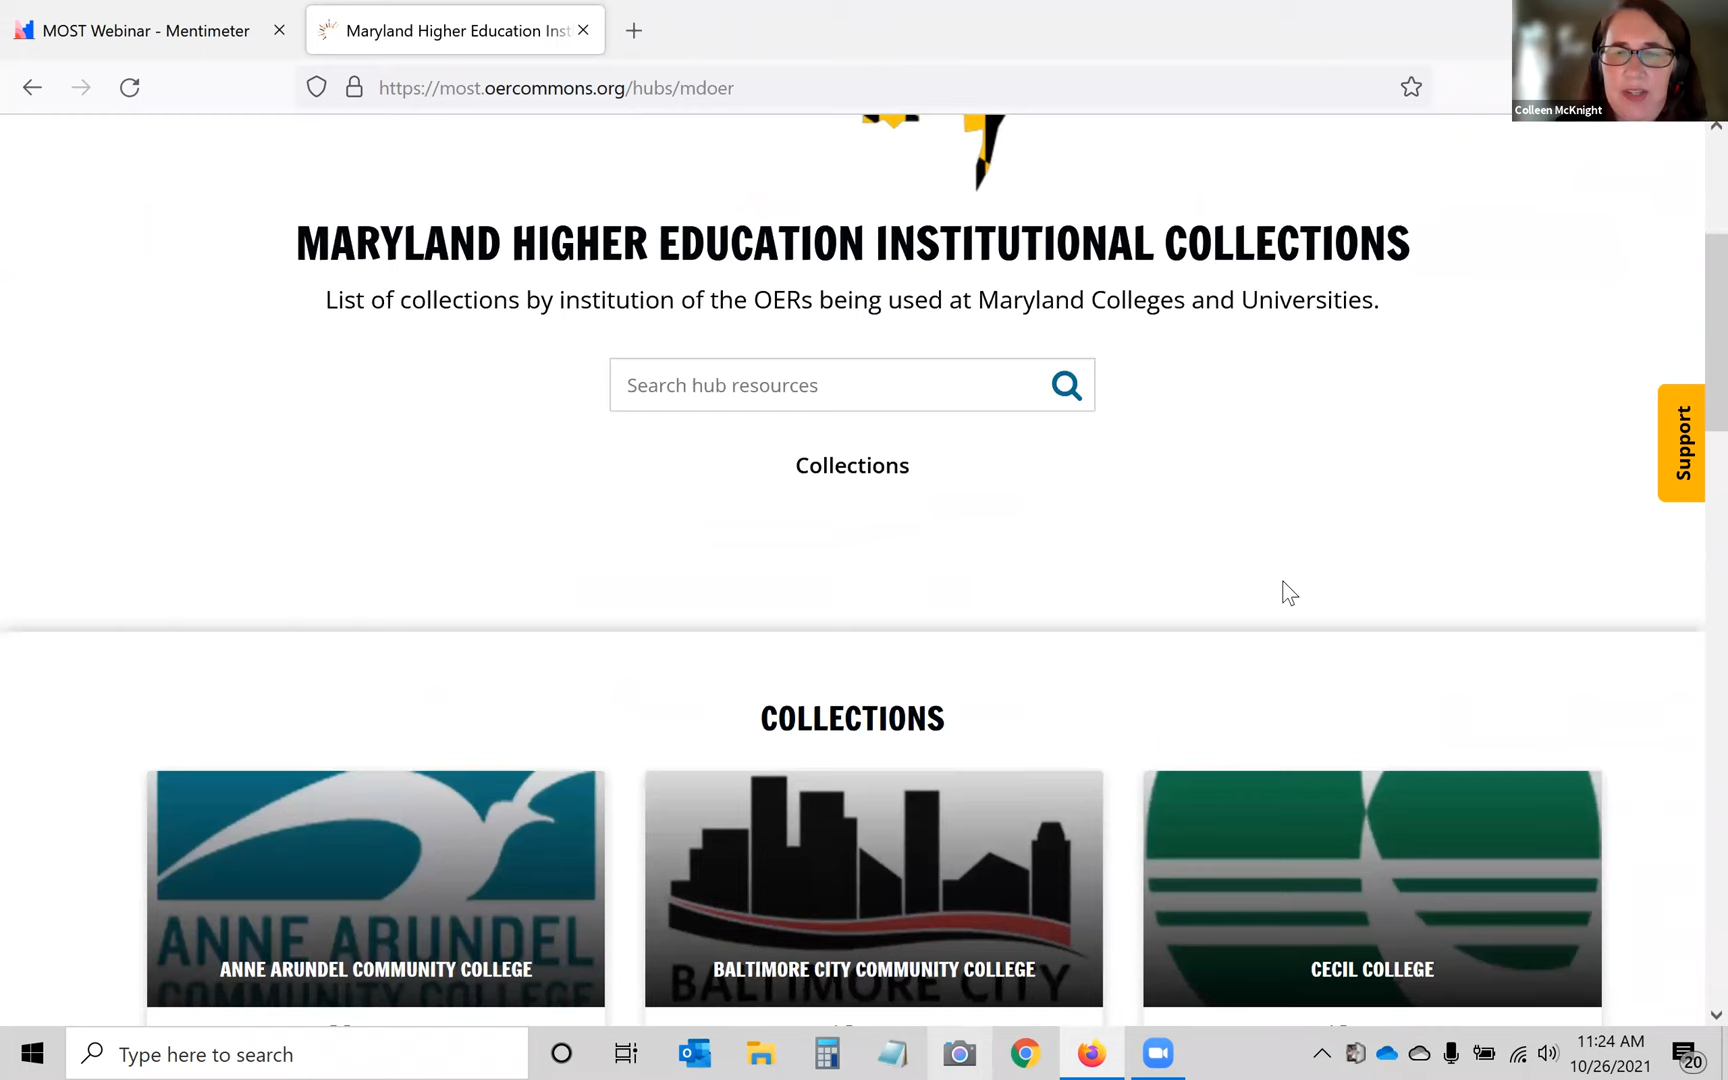 MOST Webinar - Mentimeter
Maryland Higher Education Inst
Colleen McKnight
https://most.oercommons.org/hubs/mdoer
MARYLAND HIGHER EDUCATION INSTITUTIONAL COLLECTIONS
List of collections by institution of the OERs being used at Maryland Colleges and Universities.
Search hub resources
Support
Collections
COLLECTIONS
ANNE ARUNDEL
COMMUNITY COLLEGE
ANNE ARUNDEL COMMUNITY COLLEGE
BALTIMORE CITY
BALTIMORE CITY COMMUNITY COLLEGE
CECIL COLLEGE
Type here to search
11:24 AM
10/26/2021
20